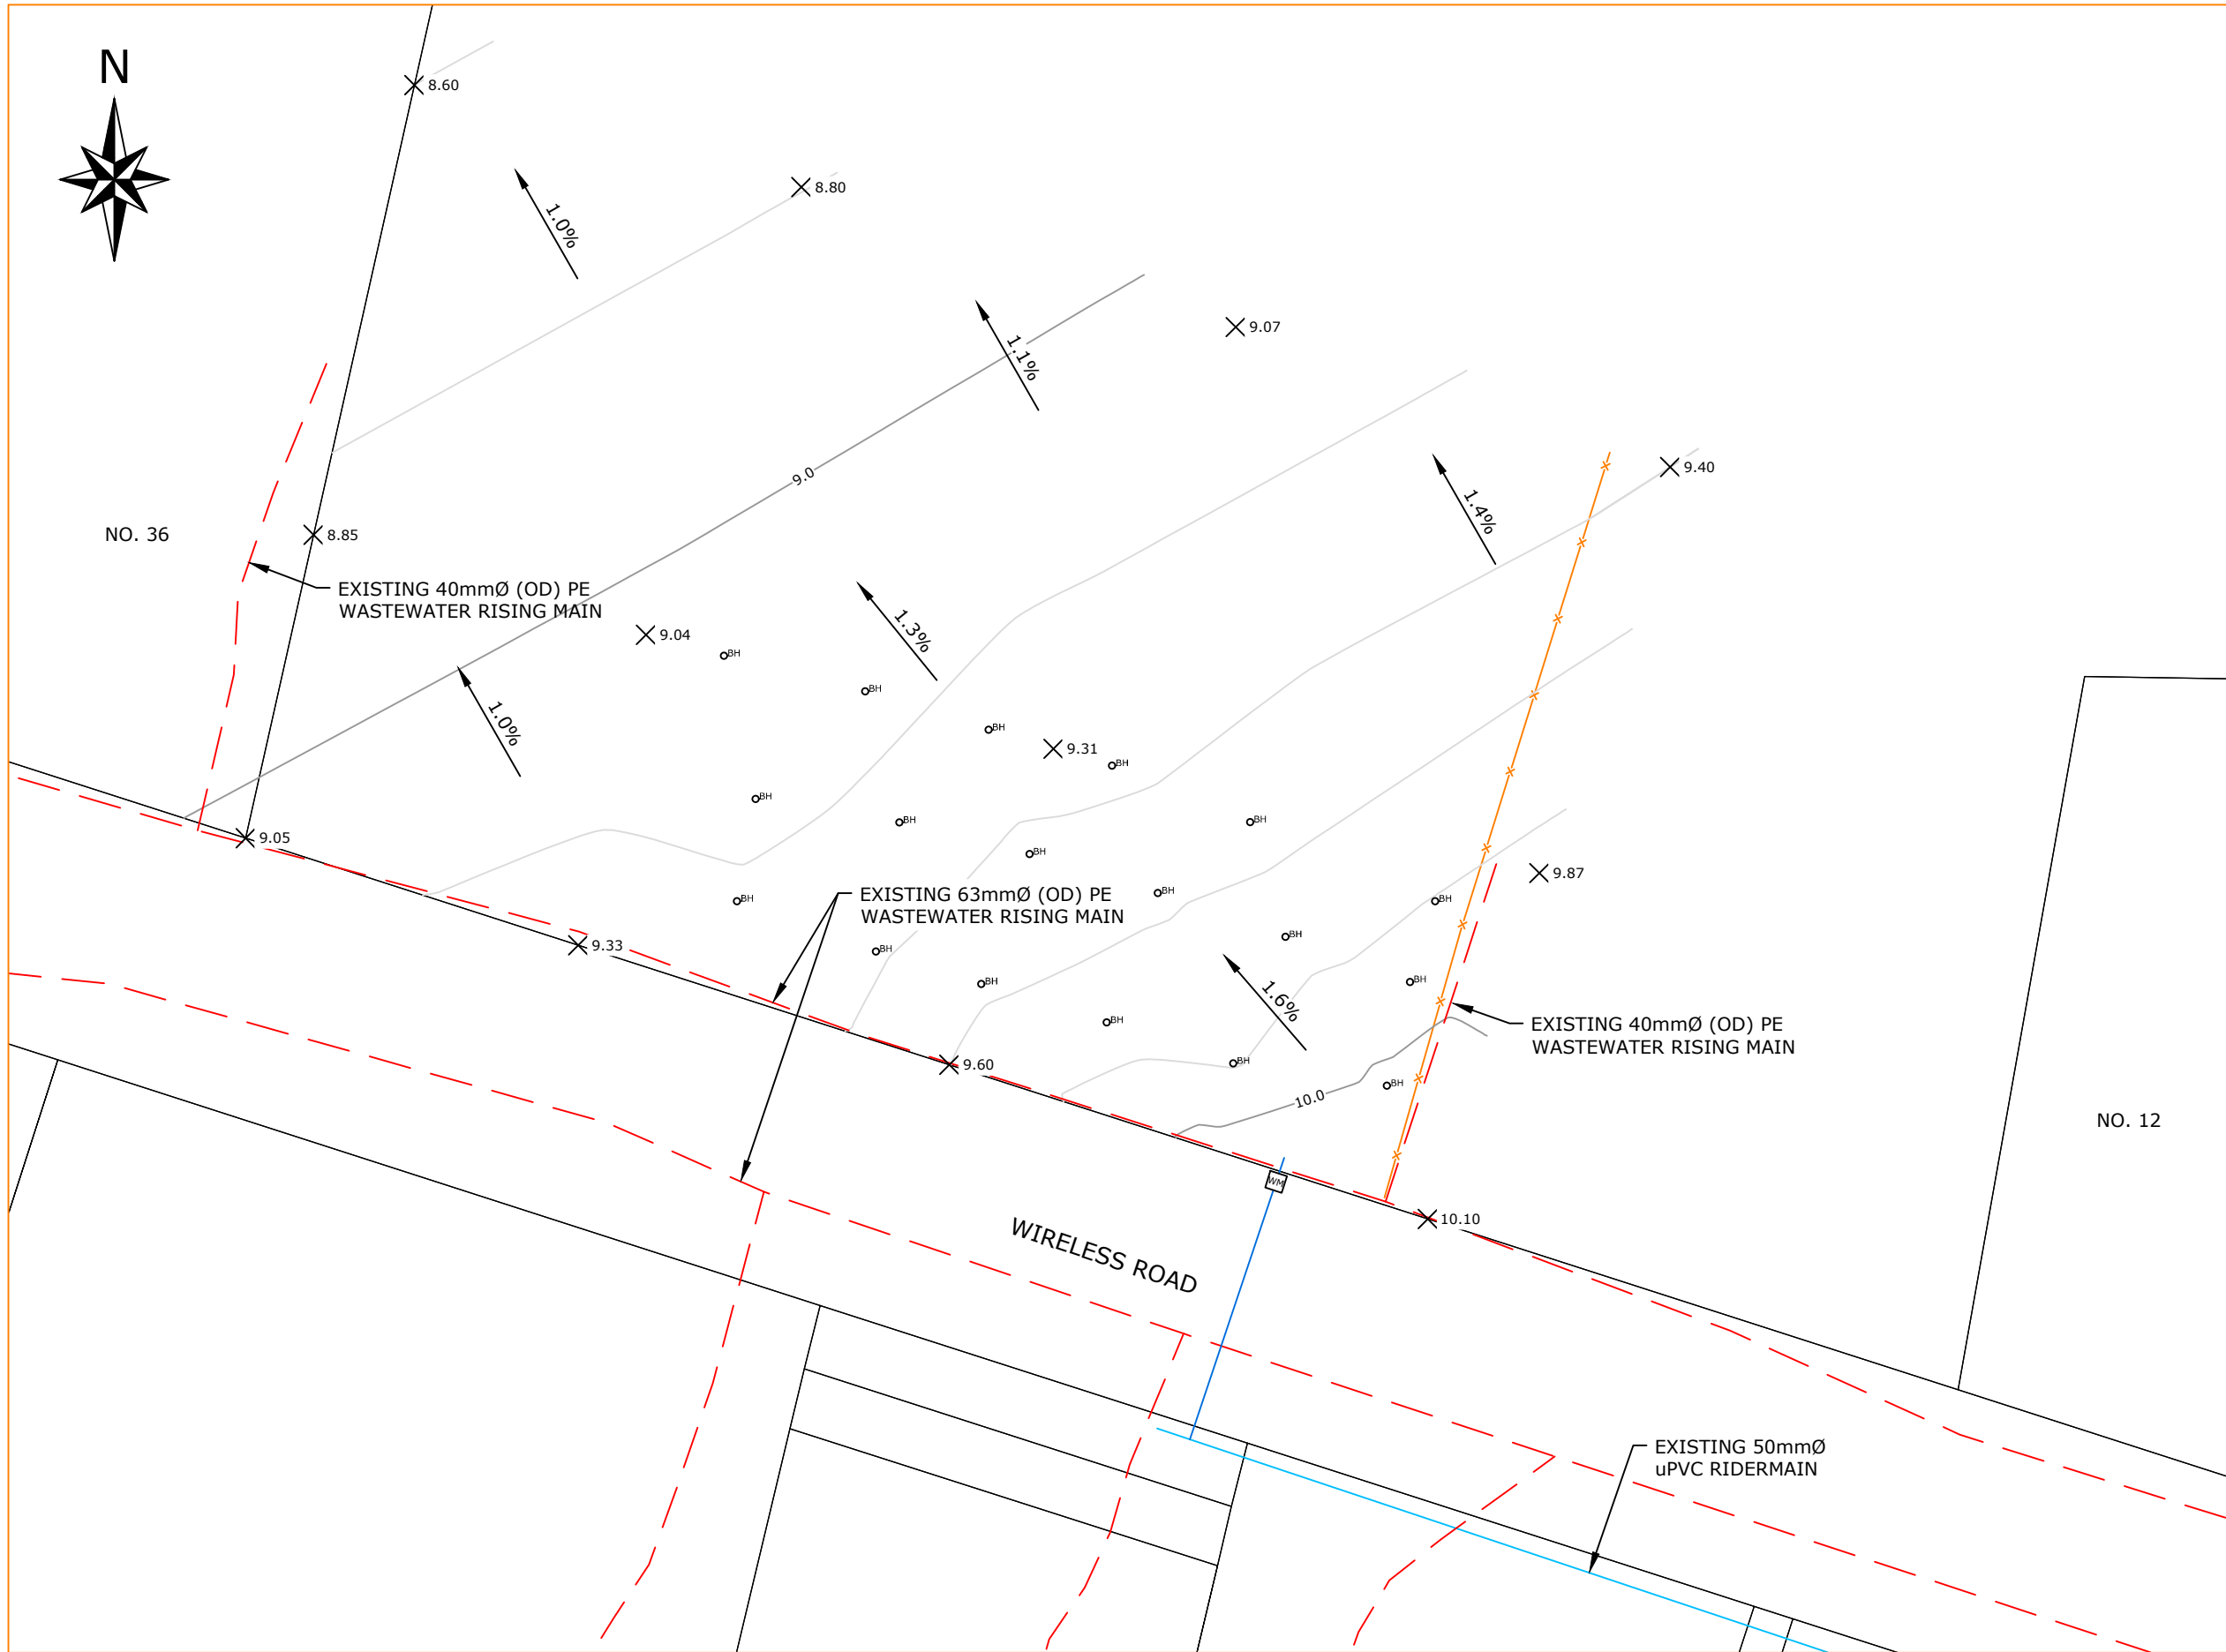 N
8.60
8.80
1.0%
9.07
1.1%
9.40
9.0
1.4%
NO. 36
8.85
EXISTING 40mmØ (OD) PE
WASTEWATER RISING MAIN
9.04
BH
1.3%
BH
1.0%
BH
9.31
BH
BH
BH
BH
9.05
BH
9.87
EXISTING 63mmØ (OD) PE
WASTEWATER RISING MAIN
BH
BH
BH
9.33
BH
BH
BH
BH
1.6%
BH
EXISTING 40mmØ (OD) PE
WASTEWATER RISING MAIN
9.60
BH
BH
10.0
NO. 12
WM
10.10
WIRELESS ROAD
EXISTING 50mmØ
uPVC RIDERMAIN